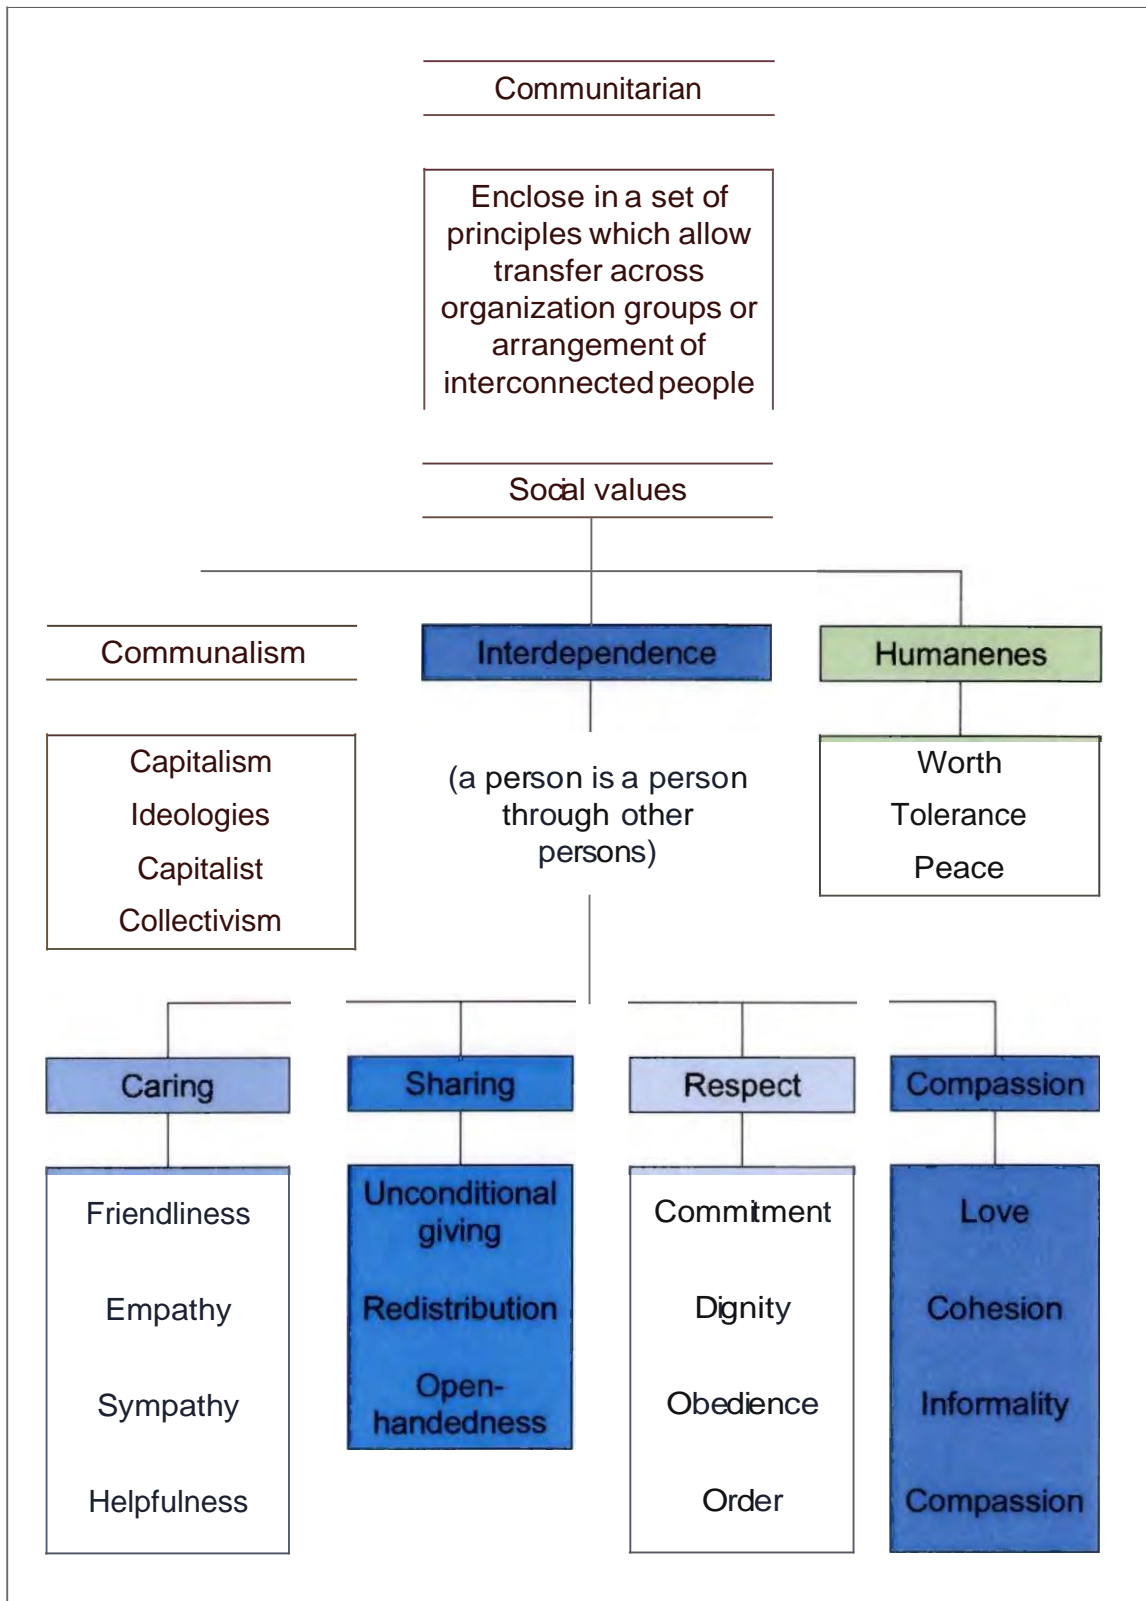 Communitarian
Enclose in a set of
principles which allow
transfer across
organization groups or
arrangement of
interconnected people
Social values
Communalism
Interdependence
Humanenes
Capitalism
Ideologies
Capitalist
Collectivism
(a person is a person
through other
persons)
Worth
Tolerance
Peace
Caring
Sharing
Respect
Compassion
Friendliness
Empathy
Sympathy
Helpfulness
Unconditional
giving
Redistribution
Open-
handedness
Commitment
Dignity
Obedience
Order
Love
Cohesion
Informality
Compassion